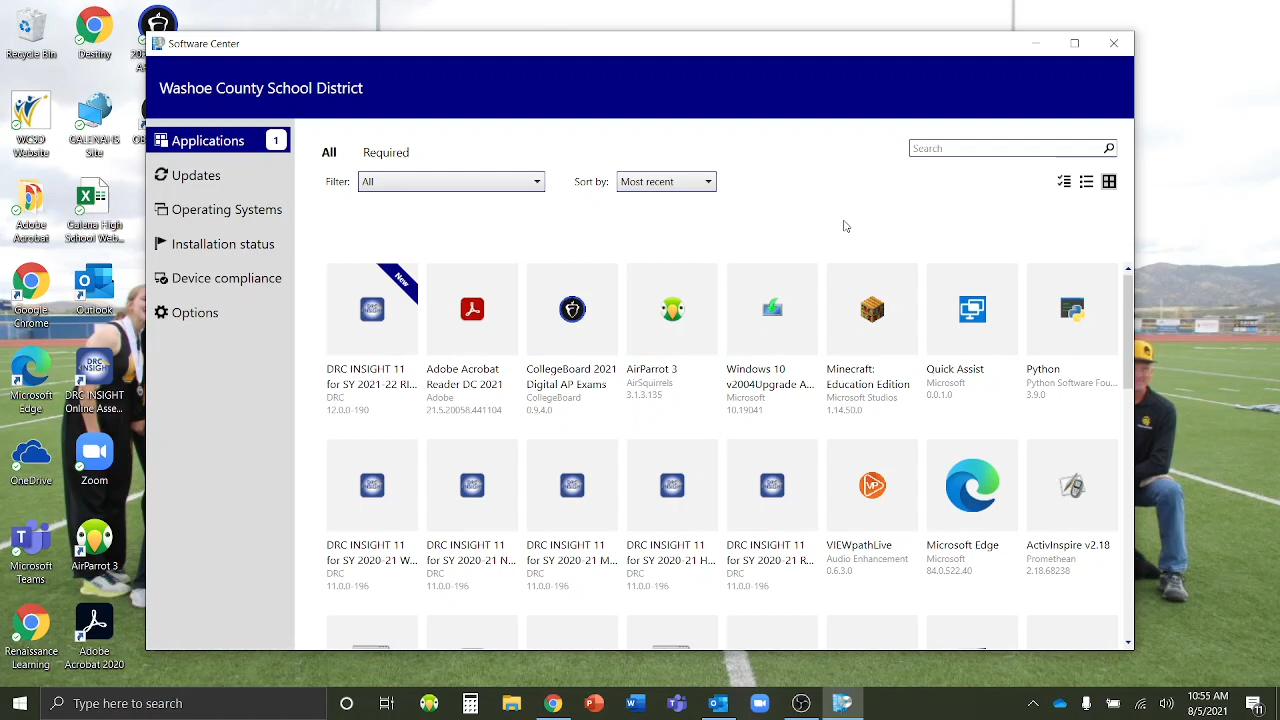 Software Center
Washoe County School District
Applications 1
Updates
Operating Systems
Installation status
Device compliance
Options
All Required
Search
Filter: All Sort by: Most recent
New
DRC INSIGHT 11
for SY 2021-22 RI...
DRC
12.0.0-190
Adobe Acrobat
Reader DC 2021
Adobe
21.5.20058.441104
CollegeBoard 2021
Digital AP Exams
CollegeBoard
0.9.4.0
AirParrot 3
AirSquirrels
3.1.3.135
Windows 10
v2004Upgrade A...
Microsoft
10.19041
Minecraft:
Education Edition
Microsoft Studios
1.14.50.0
Quick Assist
Microsoft
0.0.1.0
Python
Python Software Fou...
3.9.0
DRC INSIGHT 11
for SY 2020-21 W...
DRC
11.0.0-196
DRC INSIGHT 11
for SY 2020-21 N...
DRC
11.0.0-196
DRC INSIGHT 11
for SY 2020-21 M...
DRC
11.0.0-196
DRC INSIGHT 11
for SY 2020-21 H...
DRC
11.0.0-196
DRC INSIGHT 11
for SY 2020-21 R...
DRC
11.0.0-196
VIEWpathLive
Audio Enhancement
0.6.3.0
Microsoft Edge
Microsoft
84.0.522.40
ActivInspire v2.18
Promethean
2.18.68238
Recycle Bin
Destiny
WCSD
Website
GALENAHS
Site
Adobe
Acrobat
Galena High
School Web...
Google
Chrome
Outlook
Microsoft
Edge
DRC INSIGHT
Online Asse...
OneDrive
Zoom
Microsoft
Teams
AirParrot 3
Renaissance
Learning
Adobe
Acrobat 2020
Type here to search
10:55 AM
8/5/2021